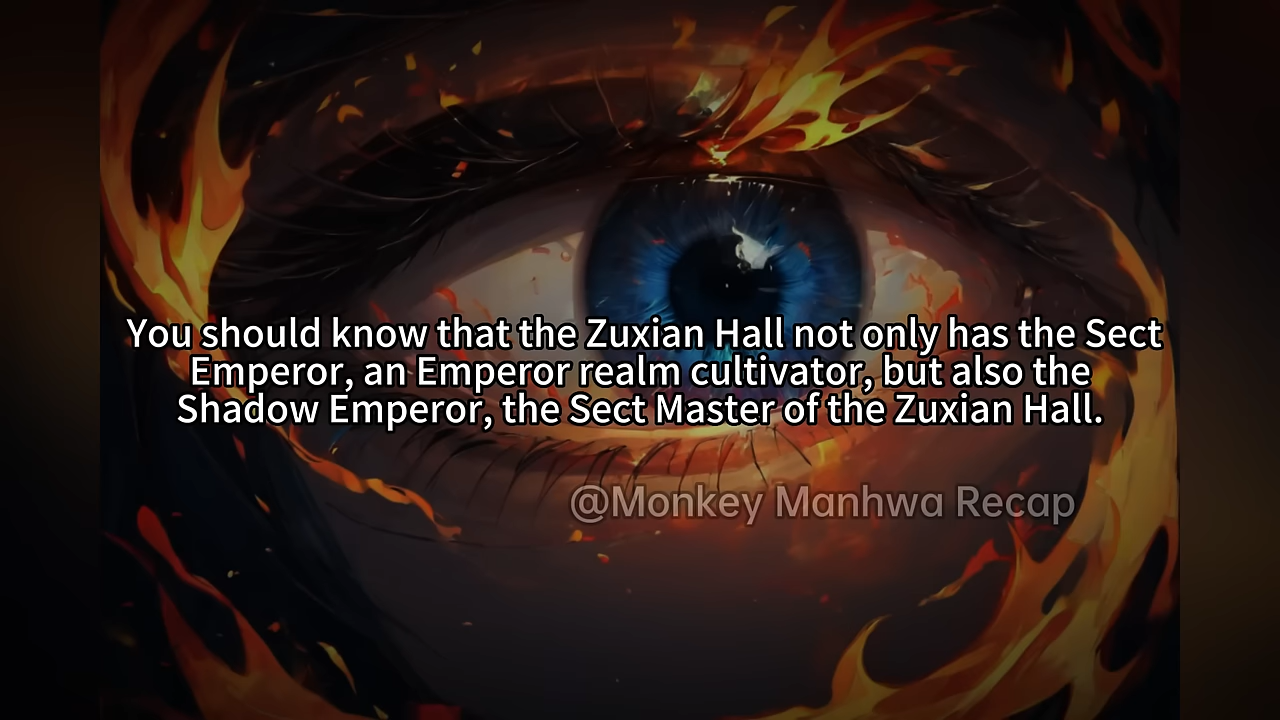 You should know that the Zuxian Hall not only has the Sect
Emperor, an Emperor realm cultivator, but also the
Shadow Emperor, the Sect Master of the Zuxian Hall.
@Monkey Manhwa Recap